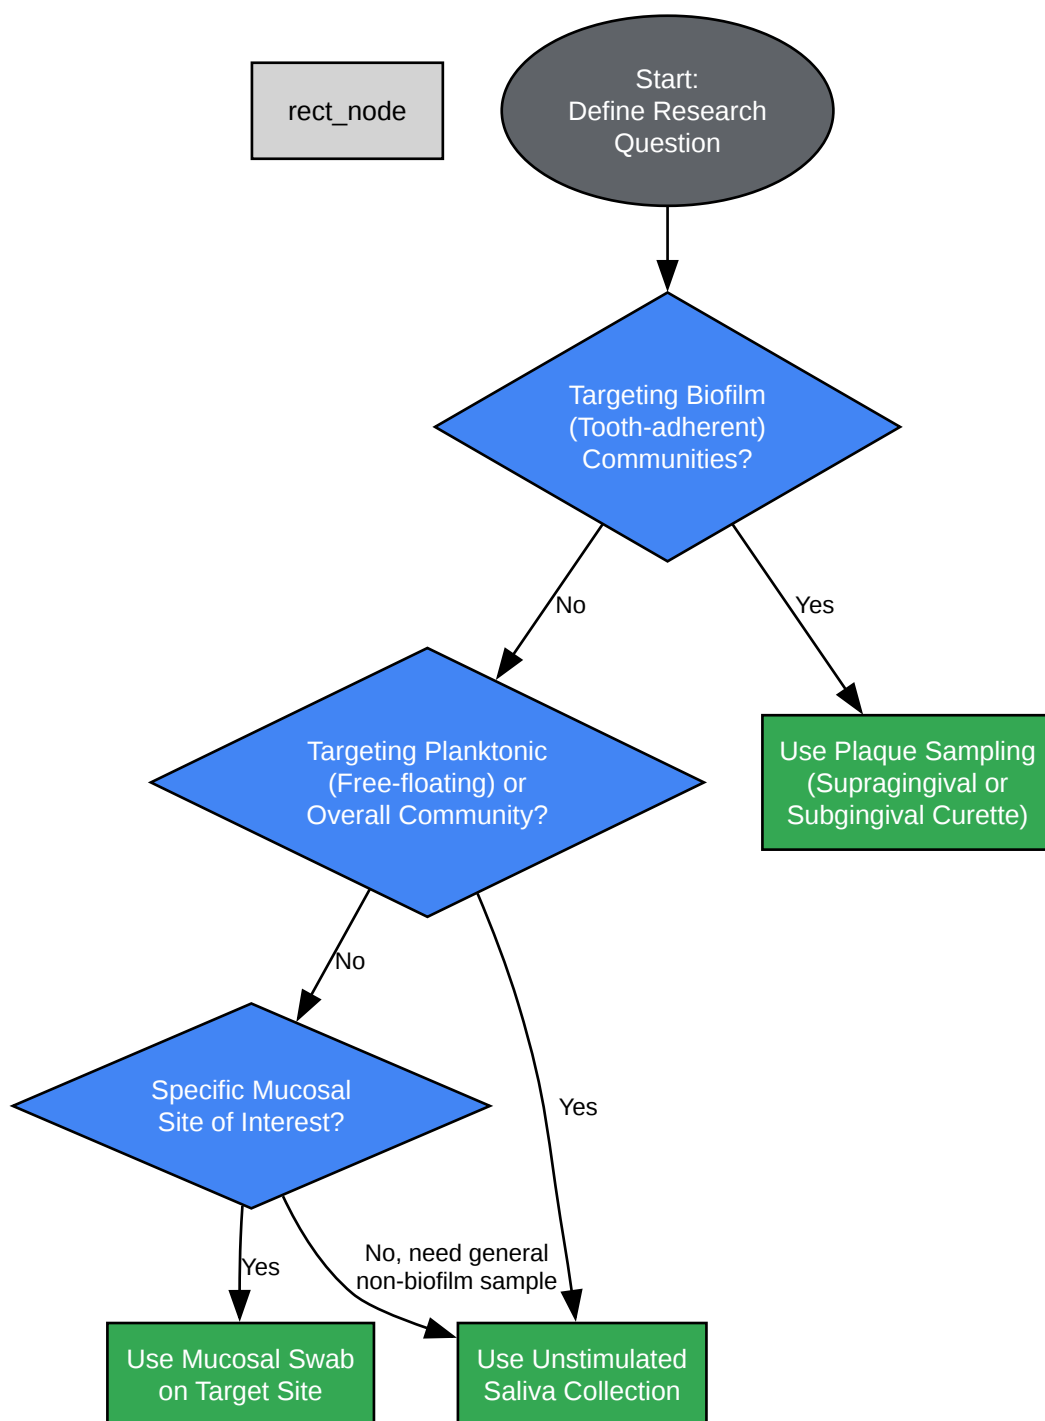 rect_node
Start:
Define Research
Question
Targeting Biofilm
(Tooth-adherent)
Communities?
No
Yes
Targeting Planktonic
(Free-floating) or
Overall Community?
Use Plaque Sampling
(Supragingival or
Subgingival Curette)
No
Yes
Specific Mucosal
Site of Interest?
Yes
No, need general
non-biofilm sample
Use Mucosal Swab
on Target Site
Use Unstimulated
Saliva Collection